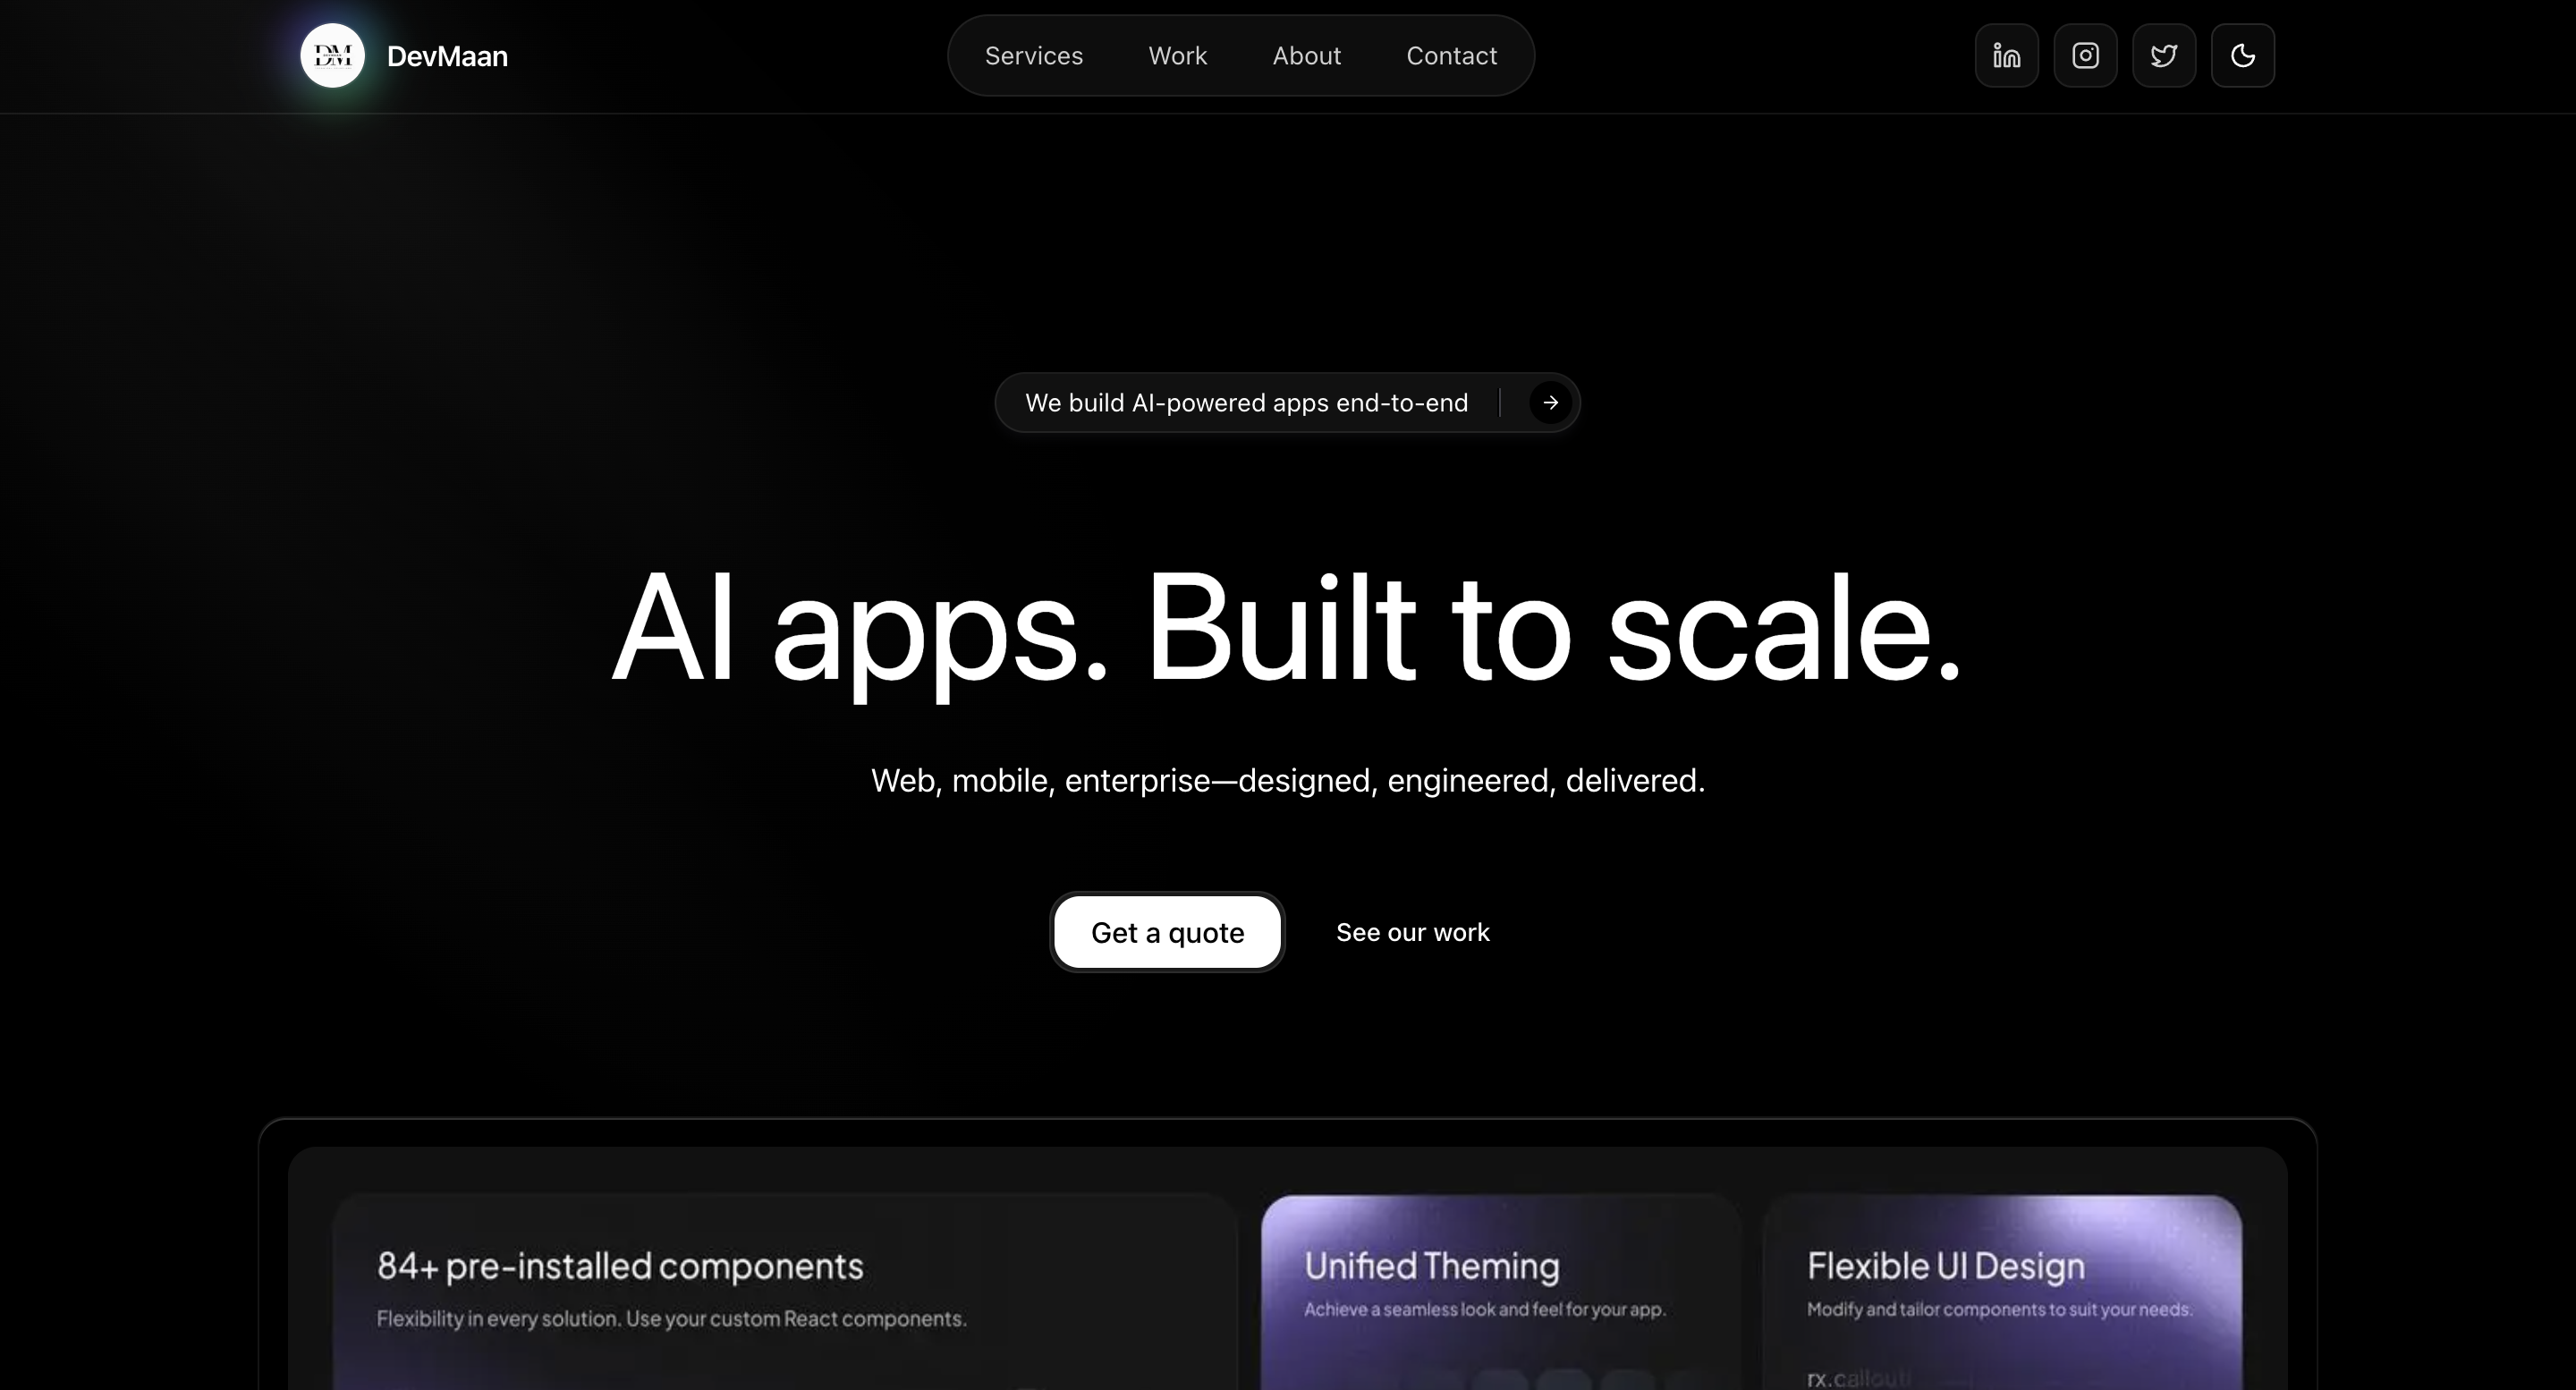 DM
DevMaan
Services
Work
About
Contact
We build AI-powered apps end-to-end
AI apps. Built to scale.
Web, mobile, enterprise—designed, engineered, delivered.
Get a quote
See our work
84+ pre-installed components
Flexibility in every solution. Use your custom React components.
Unified Theming
Achieve a seamless look and feel for your app.
Flexible UI Design
Modify and tailor components to suit your needs.
rx.callout(